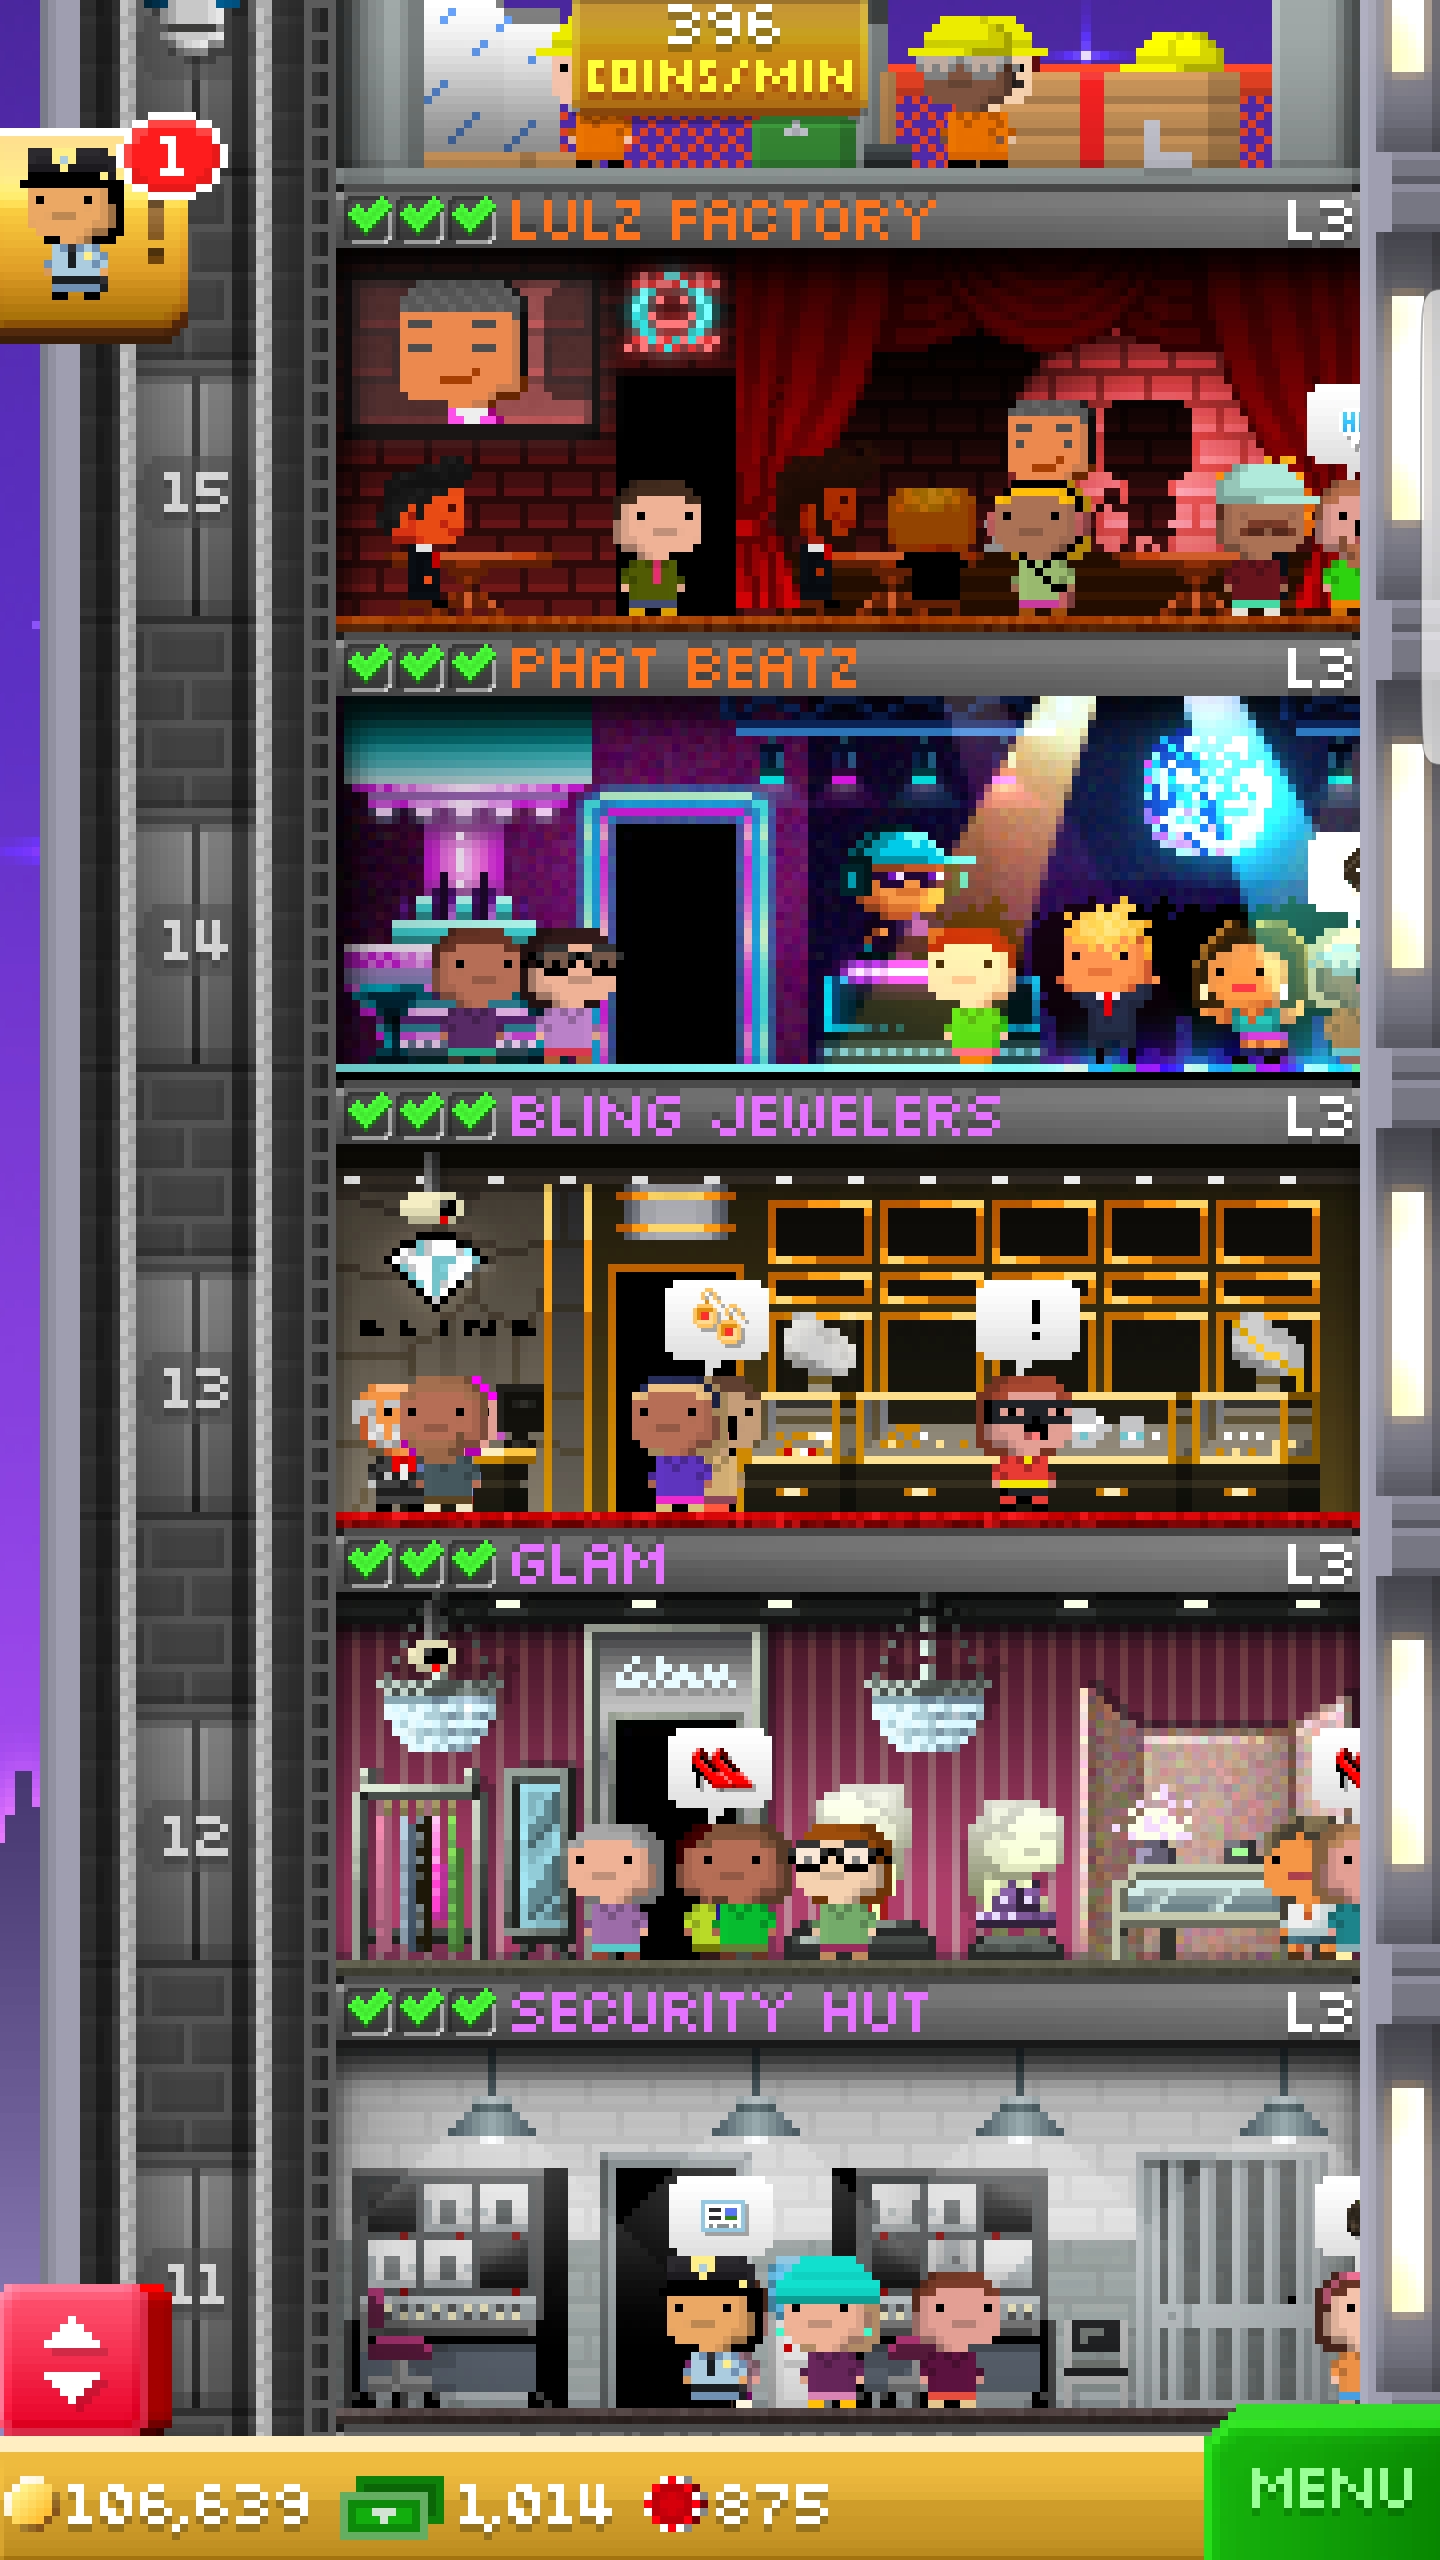 396
COINS/MIN
1
!
LULZ FACTORY L3
15
PHAT BEATZ L3
14
BLING JEWELERS L3
!
13
GLAM L3
Glam
12
SECURITY HUT L3
11
106,639 1,014 875
MENU